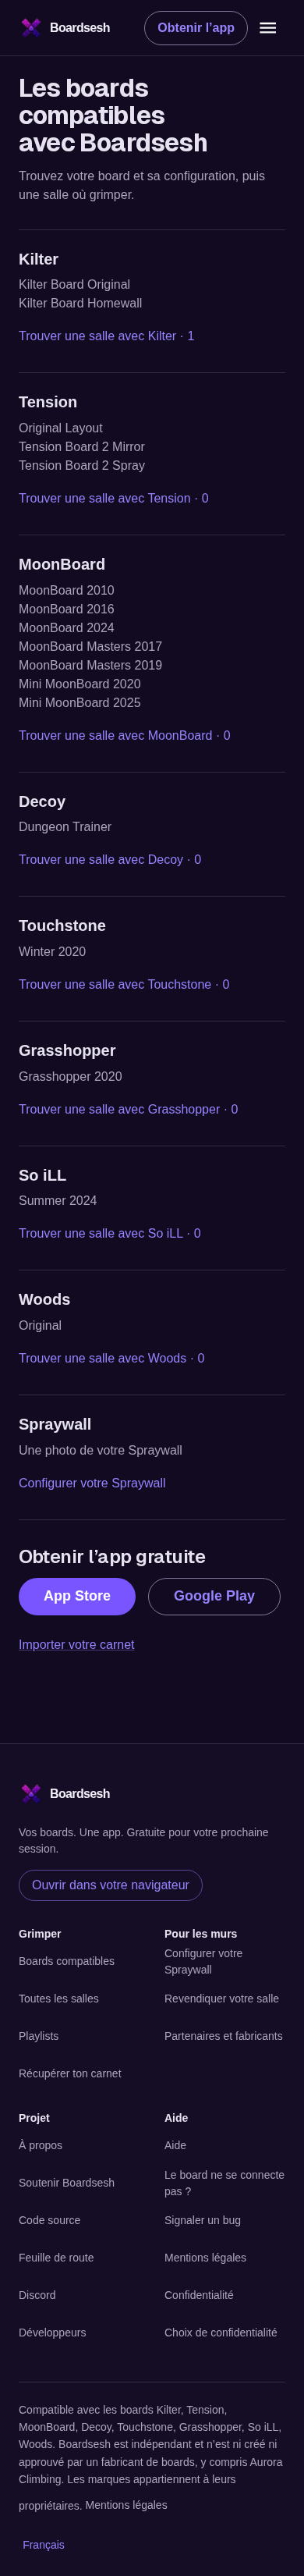 Boardsesh
Obtenir l’app
Les boards
compatibles
avec Boardsesh
Trouvez votre board et sa configuration, puis
une salle où grimper.
Kilter
Kilter Board Original
Kilter Board Homewall
Trouver une salle avec Kilter · 1
Tension
Original Layout
Tension Board 2 Mirror
Tension Board 2 Spray
Trouver une salle avec Tension · 0
MoonBoard
MoonBoard 2010
MoonBoard 2016
MoonBoard 2024
MoonBoard Masters 2017
MoonBoard Masters 2019
Mini MoonBoard 2020
Mini MoonBoard 2025
Trouver une salle avec MoonBoard · 0
Decoy
Dungeon Trainer
Trouver une salle avec Decoy · 0
Touchstone
Winter 2020
Trouver une salle avec Touchstone · 0
Grasshopper
Grasshopper 2020
Trouver une salle avec Grasshopper · 0
So iLL
Summer 2024
Trouver une salle avec So iLL · 0
Woods
Original
Trouver une salle avec Woods · 0
Spraywall
Une photo de votre Spraywall
Configurer votre Spraywall
Obtenir l’app gratuite
App Store
Google Play
Importer votre carnet
Boardsesh
Vos boards. Une app. Gratuite pour votre prochaine
session.
Ouvrir dans votre navigateur
Grimper
Boards compatibles
Toutes les salles
Playlists
Récupérer ton carnet
Pour les murs
Configurer votre
Spraywall
Revendiquer votre salle
Partenaires et fabricants
Projet
À propos
Soutenir Boardsesh
Code source
Feuille de route
Discord
Développeurs
Aide
Aide
Le board ne se connecte
pas ?
Signaler un bug
Mentions légales
Confidentialité
Choix de confidentialité
Compatible avec les boards Kilter, Tension,
MoonBoard, Decoy, Touchstone, Grasshopper, So iLL,
Woods. Boardsesh est indépendant et n’est ni créé ni
approuvé par un fabricant de boards, y compris Aurora
Climbing. Les marques appartiennent à leurs
propriétaires. Mentions légales
Français